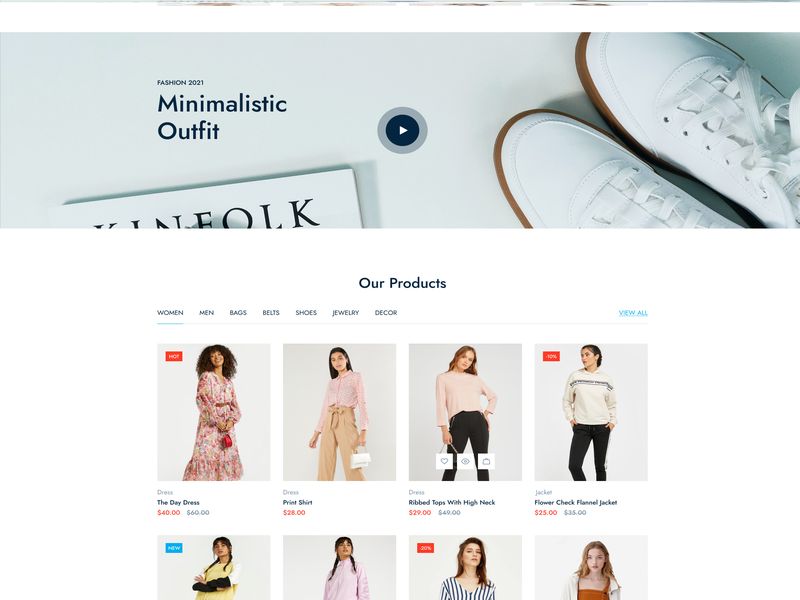 FASHION 2021
Minimalistic
Outfit
KINFOLK
Our Products
WOMEN MEN BAGS BELTS SHOES JEWELRY DECOR VIEW ALL
HOT
-10%
Dress
The Day Dress
$40.00 $60.00
Dress
Print Shirt
$28.00
Dress
Ribbed Tops With High Neck
$29.00 $49.00
Jacket
Flower Check Flannel Jacket
$25.00 $35.00
NEW
-20%